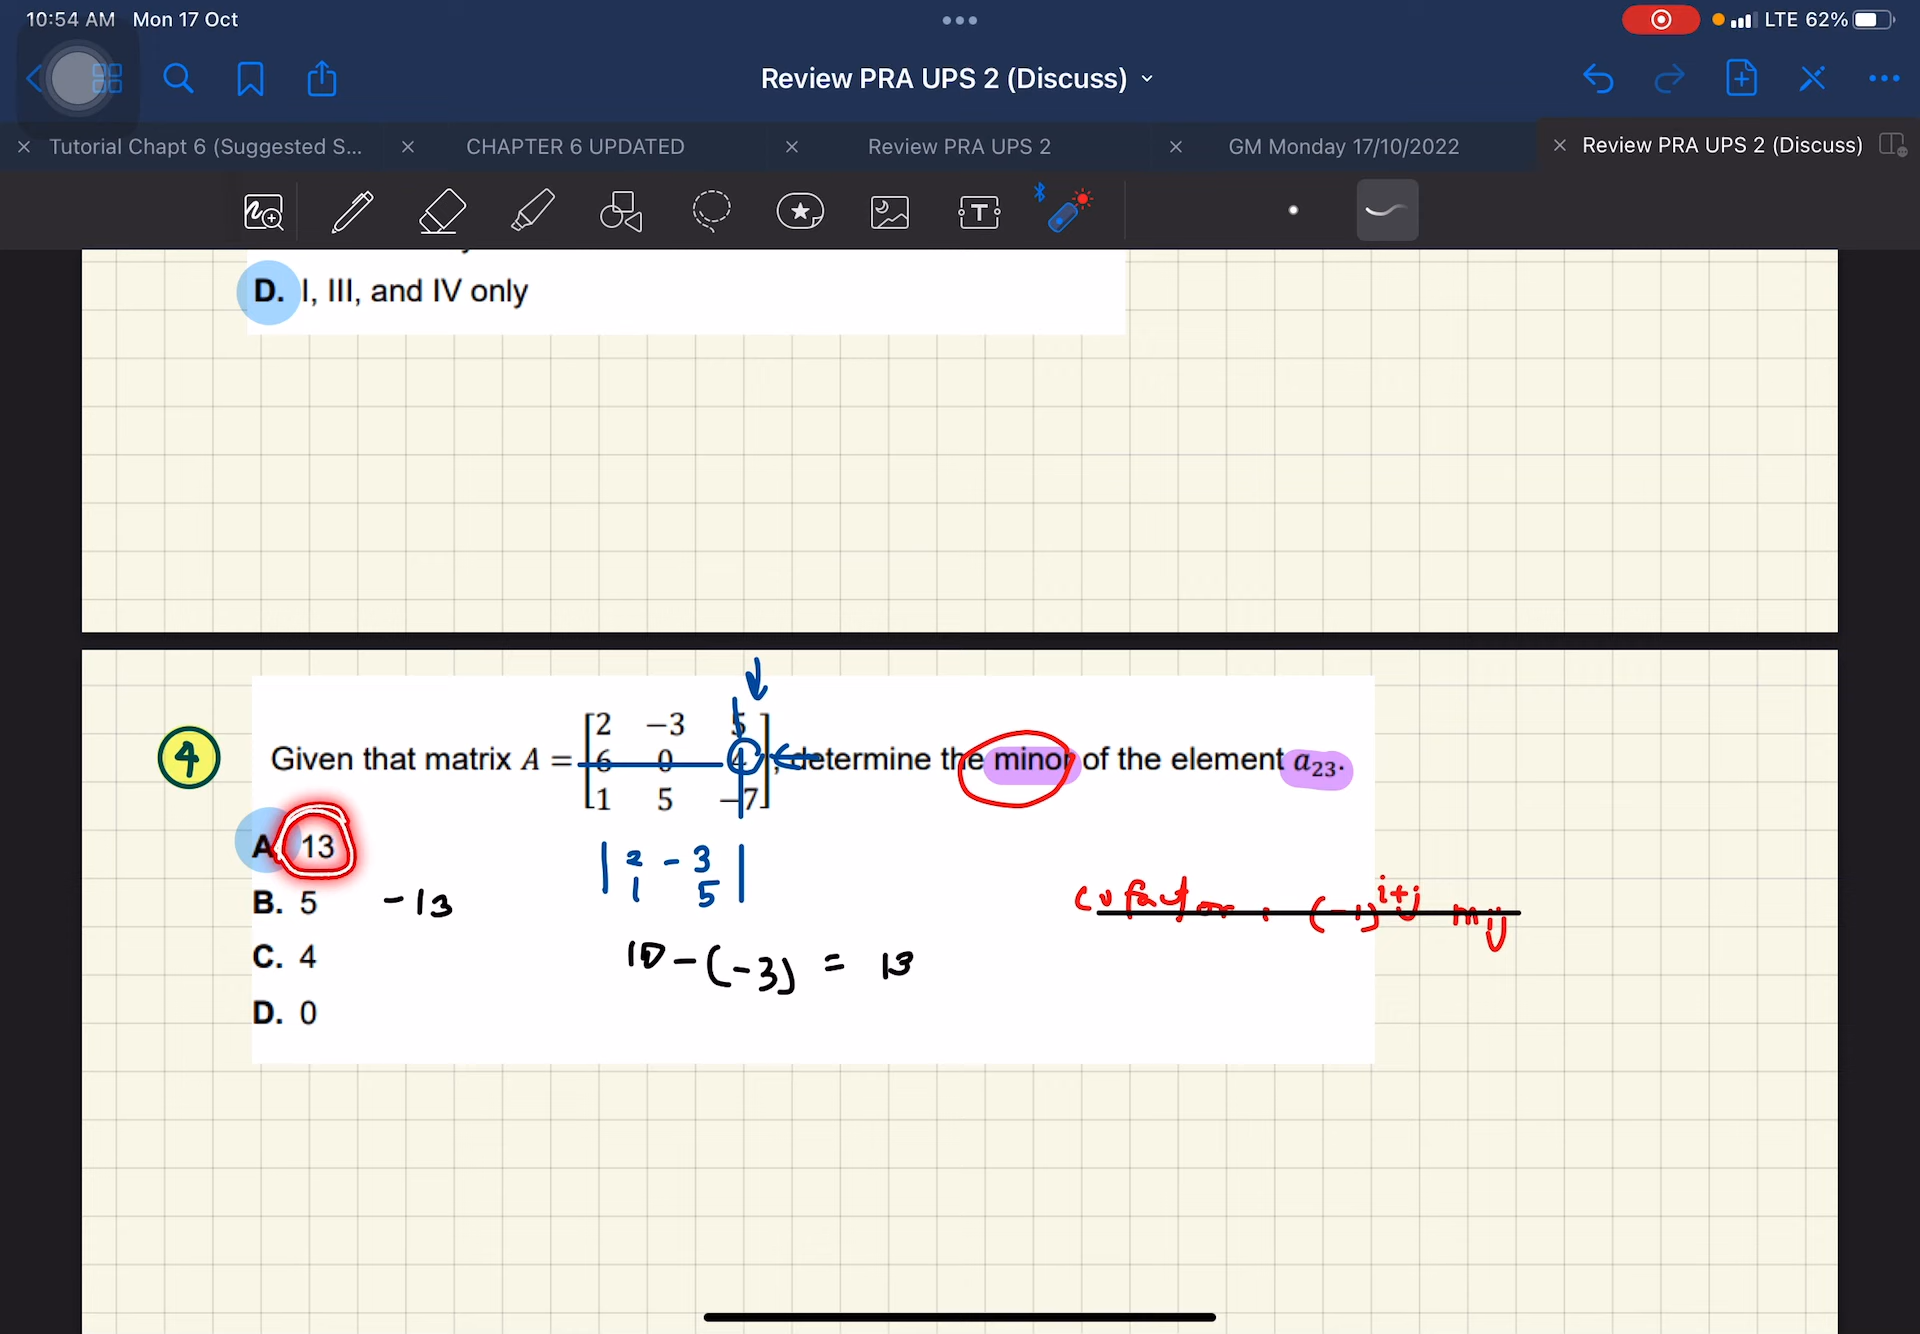 10:54 AM Mon 17 Oct
LTE 62%
Review PRA UPS 2 (Discuss)
Tutorial Chapt 6 (Suggested S...
CHAPTER 6 UPDATED
Review PRA UPS 2
GM Monday 17/10/2022
Review PRA UPS 2 (Discuss)
T
D. I, III, and IV only
4
Given that matrix A = [2 -3 5
6 0 4
1 5 -7], determine the minor of the element a₂₃.
A. 13
B. 5
-13
C. 4
D. 0
| 2 -3
1 5 |
10 - (-3) = 13
cofactor : (-1)^i+j mij